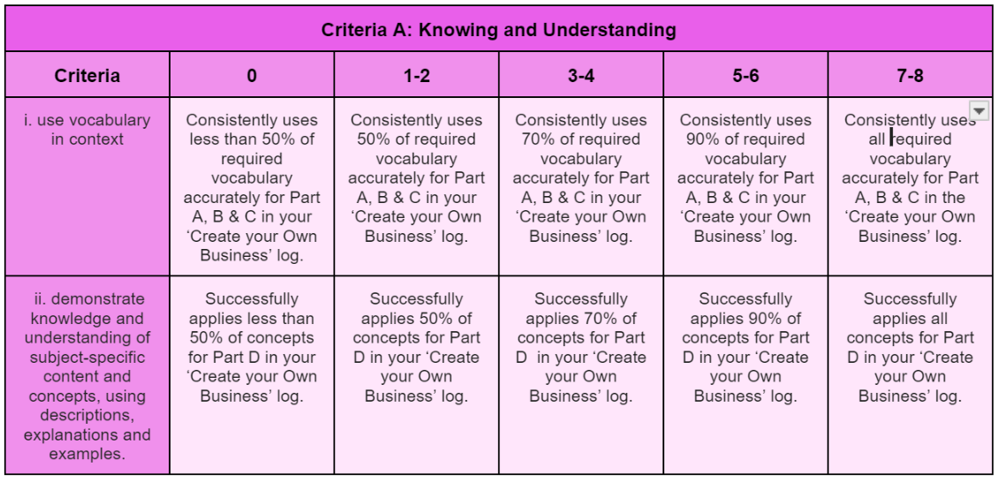 Criteria A: Knowing and Understanding
Criteria
0
1-2
3-4
5-6
7-8
i. use vocabulary
in context
Consistently uses
less than 50% of
required
vocabulary
accurately for Part
A, B & C in your
‘Create your Own
Business’ log.
Consistently uses
50% of required
vocabulary
accurately for Part
A, B & C in your
‘Create your Own
Business’ log.
Consistently uses
70% of required
vocabulary
accurately for Part
A, B & C in your
‘Create your Own
Business’ log.
Consistently uses
90% of required
vocabulary
accurately for Part
A, B & C in your
‘Create your Own
Business’ log.
Consistently uses
all required
vocabulary
accurately for Part
A, B & C in the
‘Create your Own
Business’ log.
ii. demonstrate
knowledge and
understanding of
subject-specific
content and
concepts, using
descriptions,
explanations and
examples.
Successfully
applies less than
50% of concepts
for Part D in your
‘Create your Own
Business’ log.
Successfully
applies 50% of
concepts for Part
D in your ‘Create
your Own
Business’ log.
Successfully
applies 70% of
concepts for Part
D in your ‘Create
your Own
Business’ log.
Successfully
applies 90% of
concepts for Part
D in your ‘Create
your Own
Business’ log.
Successfully
applies all
concepts for Part
D in your ‘Create
your Own
Business’ log.